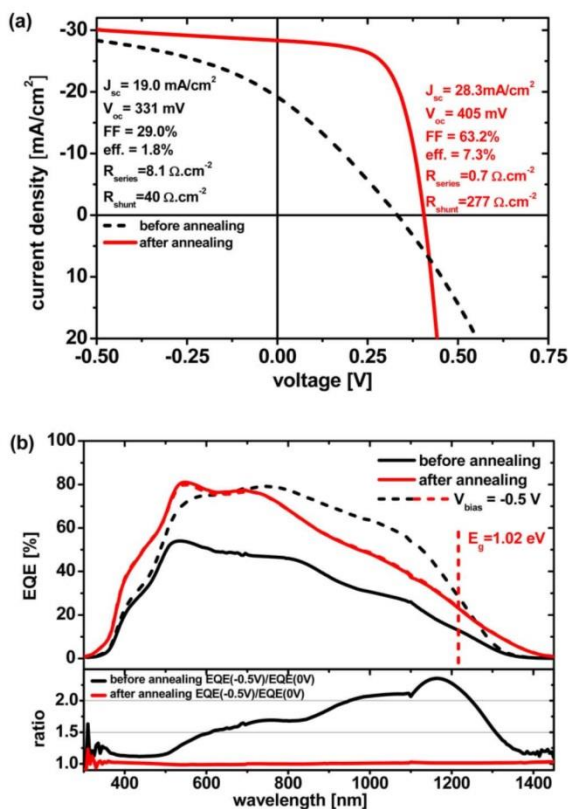 (a)
-30
-20
-10
0
10
20
current density [mA/cm²]
J_sc = 19.0 mA/cm²
V_oc = 331 mV
FF = 29.0%
eff. = 1.8%
R_series=8.1 Ω.cm⁻²
R_shunt=40 Ω.cm⁻²
before annealing
after annealing
J_sc = 28.3mA/cm²
V_oc = 405 mV
FF = 63.2%
eff. = 7.3%
R_series=0.7 Ω.cm⁻²
R_shunt=277 Ω.cm⁻²
-0.50 -0.25 0.00 0.25 0.50 0.75
voltage [V]
(b)
100
80
60
40
20
0
EQE [%]
before annealing
after annealing
V_bias = -0.5 V
E_g=1.02 eV
before annealing EQE(-0.5V)/EQE(0V)
after annealing EQE(-0.5V)/EQE(0V)
2.0
1.5
1.0
ratio
400 600 800 1000 1200 1400
wavelength [nm]